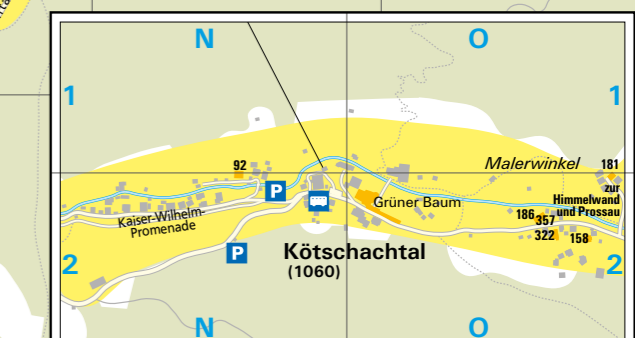 N
O
1
1
92
Malerwinkel
181
P
zur
Himmelwand
und Prossau
Grüner Baum
Kaiser-Wilhelm-
Promenade
186
357
322
158
P
Kötschachtal
(1060)
2
2
N
O